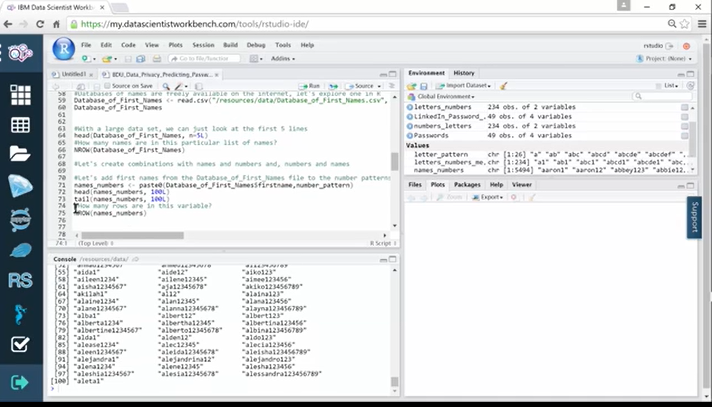 IBM Data Scientist Workben
https://my.datascientistworkbench.com/tools/rstudio-ide/
File Edit Code View Plots Session Build Debug Tools Help
rstudio
Go to file/function
Addins
Project: (None)
Untitled1
BDU_Data_Privacy_Predicting_Passw...
Source on Save
Run
Source
58 #Databases of names are freely available on the internet, let's explore one in R
59 Database_of_First_Names <- read.csv("/resources/data/Database_of_First_Names.csv",
60 Database_of_First_Names
61
62
63 #With a large data set, we can just look at the first 5 lines
64 head(Database_of_First_Names, n=5L)
65 #How many names are in this particular list of names?
66 NROW(Database_of_First_Names)
67
68 #Let's create combinations with names and numbers and, numbers and names
69
70 #Let's add first names from the Database_of_First_Names file to the number patterns
71 names_numbers <- paste0(Database_of_First_Names$firstname,number_pattern)
72 head(names_numbers, 100L)
73 tail(names_numbers, 100L)
74 #How many rows are in this variable?
75 NROW(names_numbers)
76
77
78
74:1 (Top Level)
R Script
Console /resources/data/
[55] "aida1" "aide12" "aiko123"
[58] "aileen1234" "ailene12345" "aimee123456"
[61] "aisha1234567" "aja12345678" "akiko123456789"
[64] "akilah1" "al12" "alaina123"
[67] "alaine1234" "alan12345" "alana123456"
[70] "alane1234567" "alanna12345678" "alayna123456789"
[73] "alba1" "albert12" "albert123"
[76] "alberta1234" "albertha12345" "albertina123456"
[79] "albertine1234567" "alberto12345678" "albina123456789"
[82] "alda1" "alden12" "aldo123"
[85] "alease1234" "alec12345" "alecia123456"
[88] "aleen1234567" "aleida12345678" "aleisha123456789"
[91] "alejandra1" "alejandrina12" "alejandro123"
[94] "alena1234" "alene12345" "alesha123456"
[97] "aleshia1234567" "alesia12345678" "alessandra123456789"
[100] "aleta1"
>
Environment History
Import Dataset
List
Global Environment
letters_numbers 234 obs. of 2 variables
LinkedIn_Password_. 49 obs. of 4 variables
numbers_letters 234 obs. of 2 variables
Passwords 49 obs. of 4 variables
Values
letter_pattern chr [1:26] "a" "ab" "abc" "abcd" "abcde" "abcdef" ...
letters_numbers_me.. chr [1:234] "a1" "ab1" "abc1" "abcd1" "abcde1" ...
names_numbers chr [1:5494] "aaron1" "aaron12" "abbey123" "abbie12...
Files Plots Packages Help Viewer
Export
Support
RS